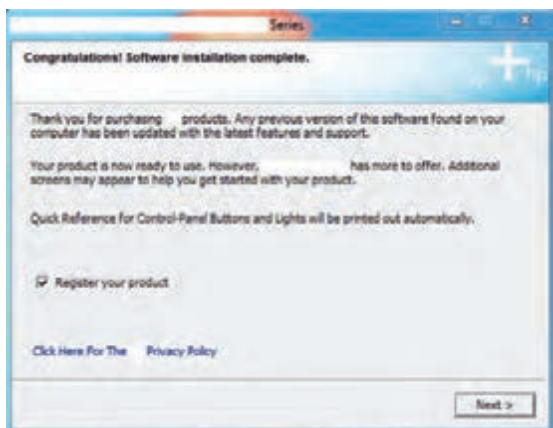 Series
Congratulations! Software installation complete.
hp
Thank you for purchasing products. Any previous version of this software found on your
computer has been updated with the latest features and support.
Your product is now ready to use. However, has more to offer. Additional
screens may appear to help you get started with your product.
Quick Reference for Control-Panel Buttons and Lights will be printed out automatically.
Register your product
Click Here For The Privacy Policy
Next >